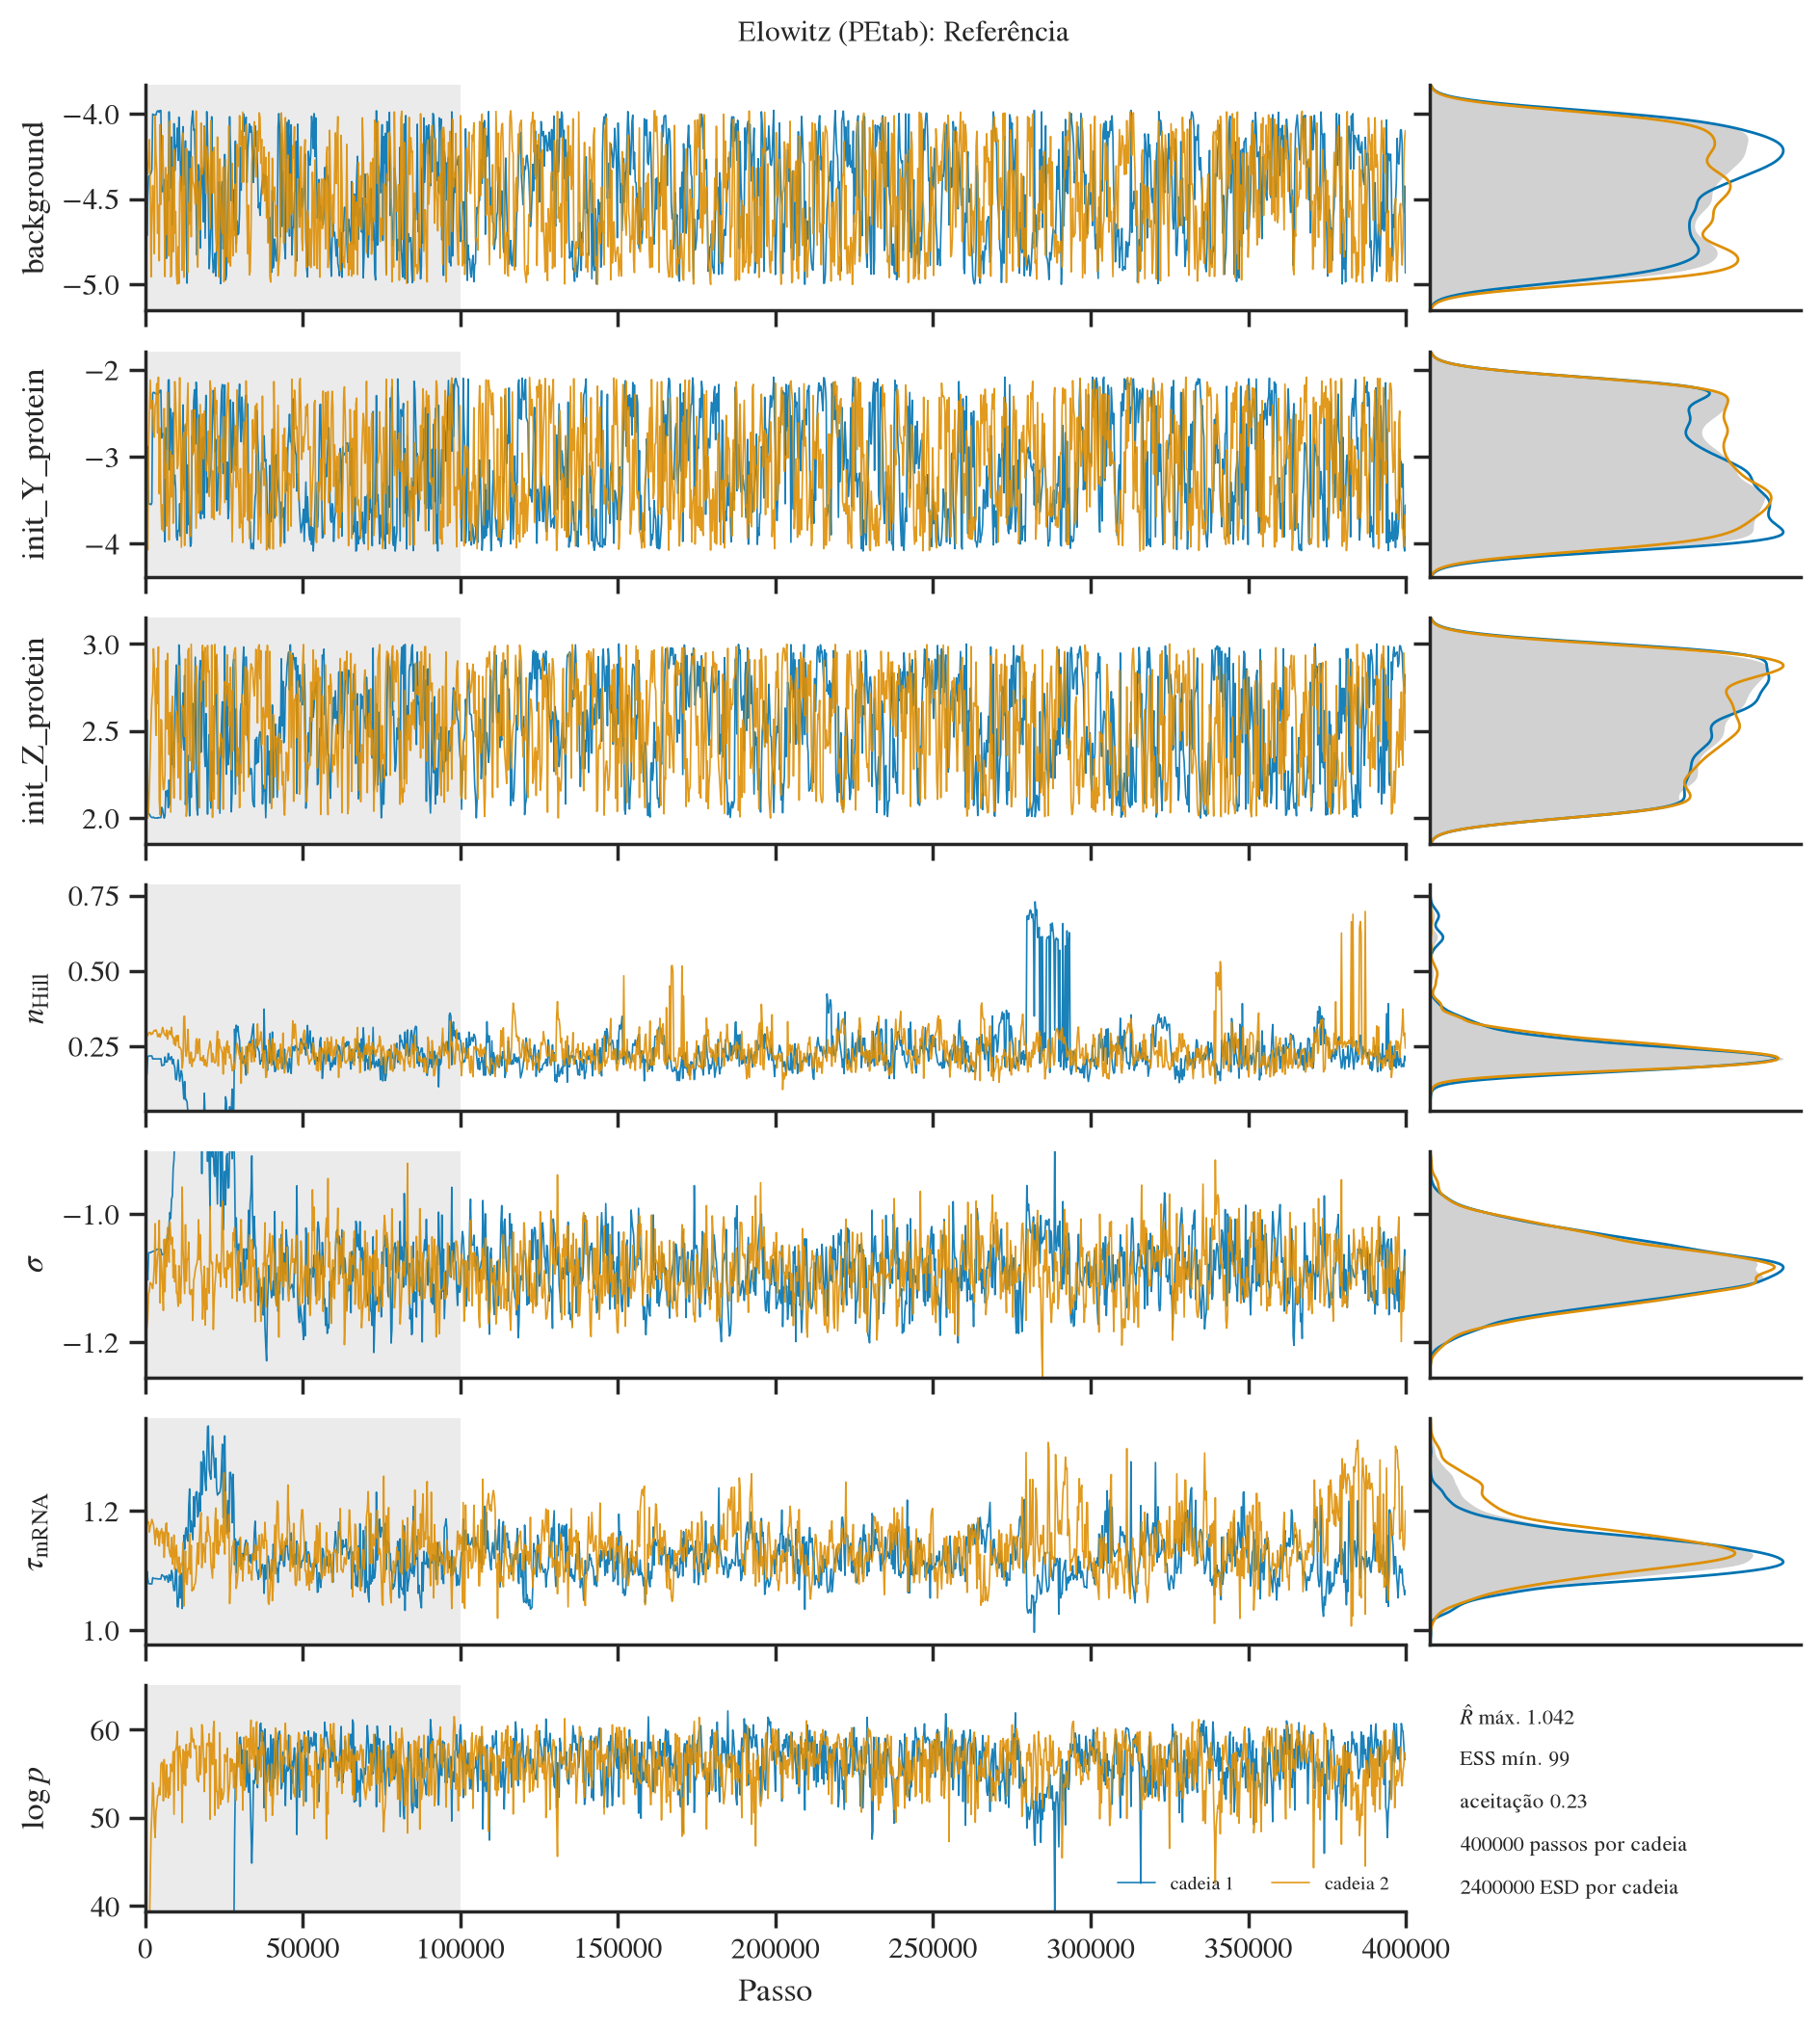 Elowitz (PEtab): Referência
background
−4.0
−4.5
−5.0
init_Y_protein
−2
−3
−4
init_Z_protein
3.0
2.5
2.0
nHill
0.75
0.50
0.25
σ
−1.0
−1.2
τmRNA
1.2
1.0
log p
60
50
40
cadeia 1
cadeia 2
R̂ máx. 1.042
ESS mín. 99
aceitação 0.23
400000 passos por cadeia
2400000 ESD por cadeia
0 50000 100000 150000 200000 250000 300000 350000 400000
Passo